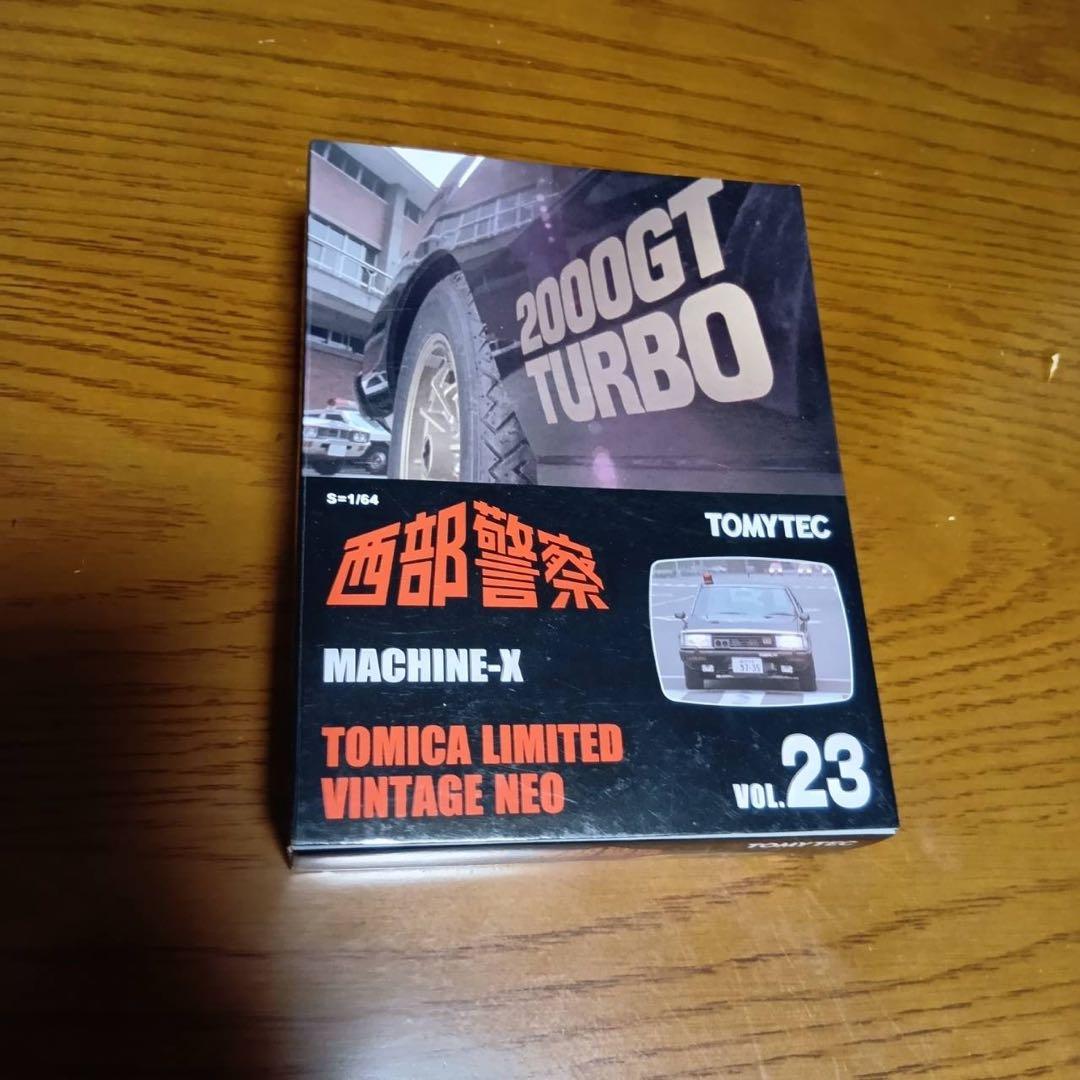 2000GT
TURBO
S=1/64
西部警察
TOMYTEC
MACHINE-X
TOMICA LIMITED
VINTAGE NEO
VOL.23
TOMYTEC